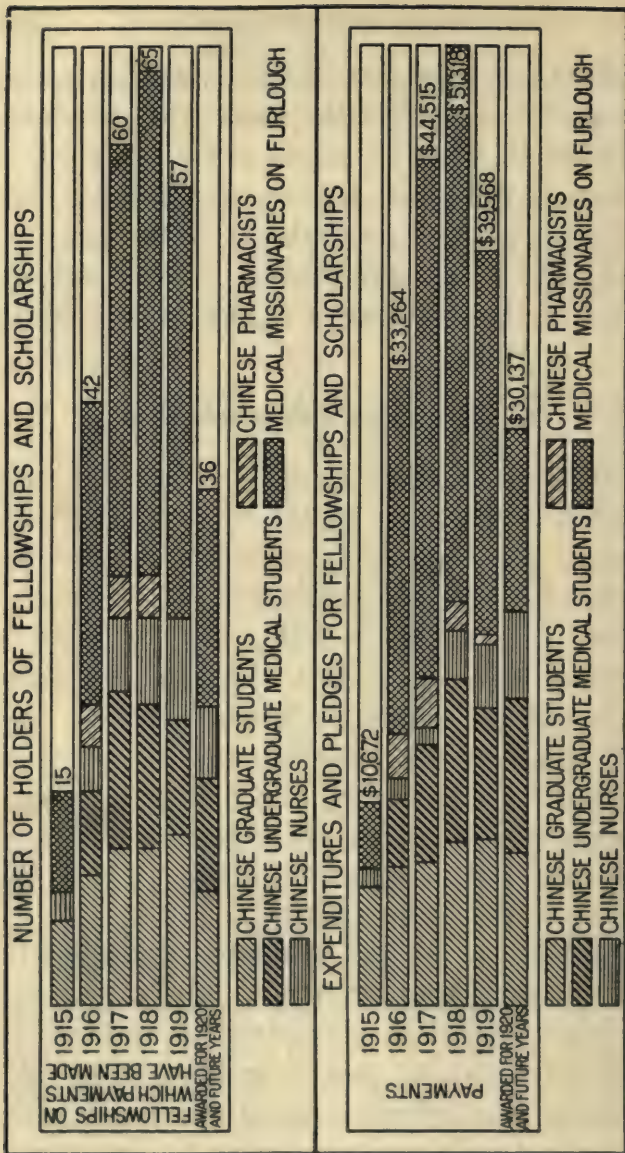 NUMBER OF HOLDERS OF FELLOWSHIPS AND SCHOLARSHIPS
FELLOWSHIPS ON
WHICH PAYMENTS
HAVE BEEN MADE
1915
15
1916
42
1917
60
1918
65
1919
57
AWARDED FOR 1920
AND FUTURE YEARS
36
CHINESE GRADUATE STUDENTS
CHINESE PHARMACISTS
CHINESE UNDERGRADUATE MEDICAL STUDENTS
MEDICAL MISSIONARIES ON FURLOUGH
CHINESE NURSES
EXPENDITURES AND PLEDGES FOR FELLOWSHIPS AND SCHOLARSHIPS
PAYMENTS
1915
$10,672
1916
$33,264
1917
$44,515
1918
$51,318
1919
$39,568
AWARDED FOR 1920
AND FUTURE YEARS
$30,137
CHINESE GRADUATE STUDENTS
CHINESE PHARMACISTS
CHINESE UNDERGRADUATE MEDICAL STUDENTS
MEDICAL MISSIONARIES ON FURLOUGH
CHINESE NURSES